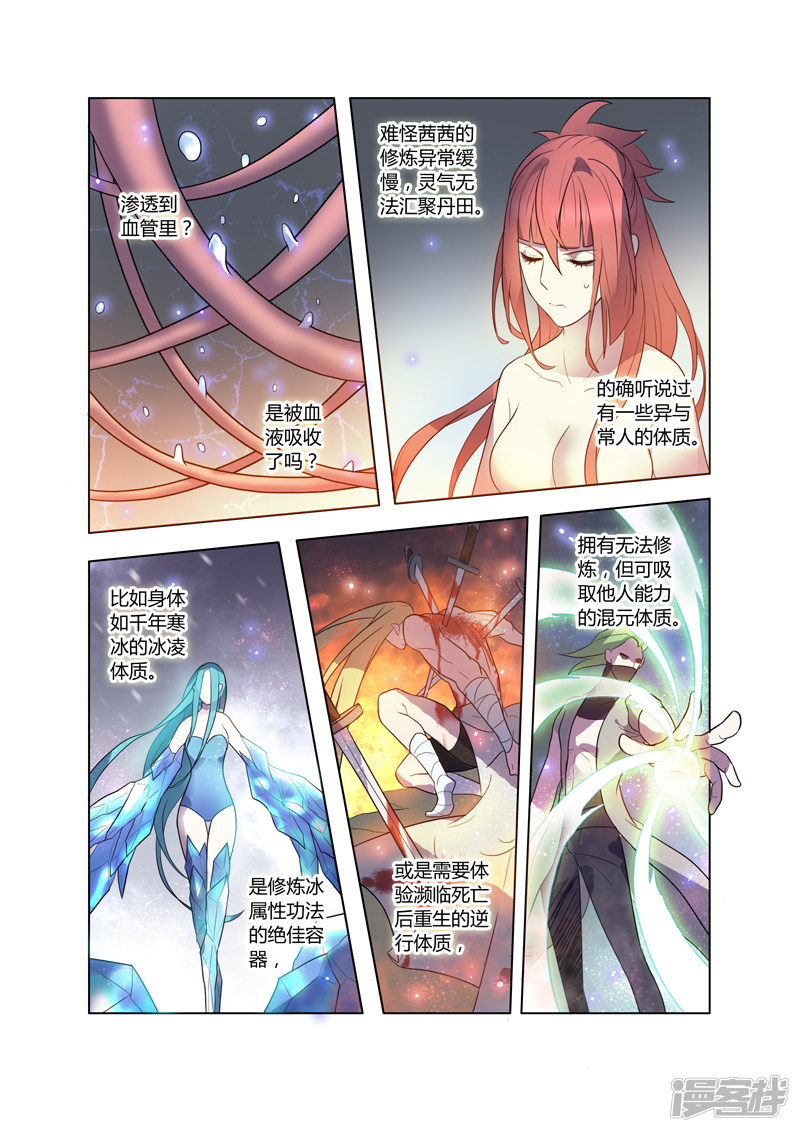 渗透到
血管里？
是被血
液吸收
了吗？
难怪茜茜的
修炼异常缓
慢，灵气无
法汇聚丹田。
的确听说过
有一些异与
常人的体质。
比如身体
如千年寒
冰的冰凌
体质。
是修炼冰
属性功法
的绝佳容
器，
或是需要体
验濒临死亡
后重生的逆
行体质，
拥有无法修
炼，但可吸
取他人能力
的混元体质。
漫客栈